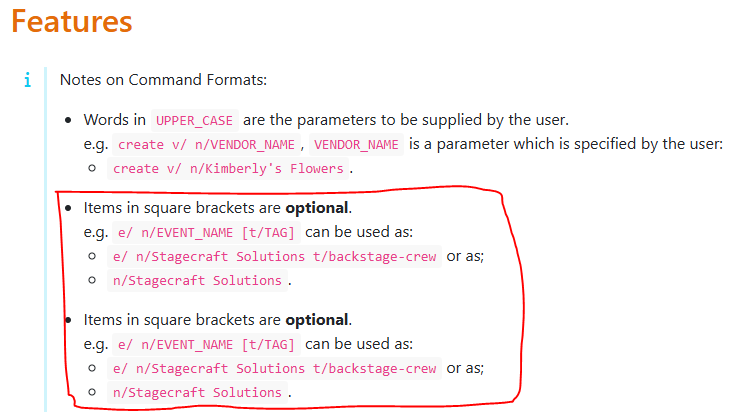 Features
i
Notes on Command Formats:
Words in UPPER_CASE are the parameters to be supplied by the user.
e.g. create v/ n/VENDOR_NAME , VENDOR_NAME is a parameter which is specified by the user:
create v/ n/Kimberly's Flowers .
Items in square brackets are optional.
e.g. e/ n/EVENT_NAME [t/TAG] can be used as:
e/ n/Stagecraft Solutions t/backstage-crew or as;
n/Stagecraft Solutions .
Items in square brackets are optional.
e.g. e/ n/EVENT_NAME [t/TAG] can be used as:
e/ n/Stagecraft Solutions t/backstage-crew or as;
n/Stagecraft Solutions .